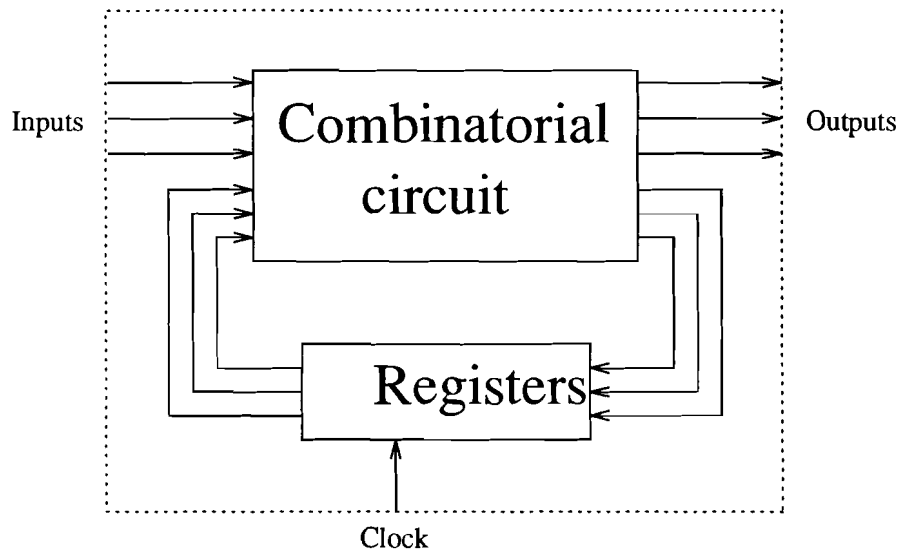 Inputs
Combinatorial
circuit
Outputs
Registers
Clock